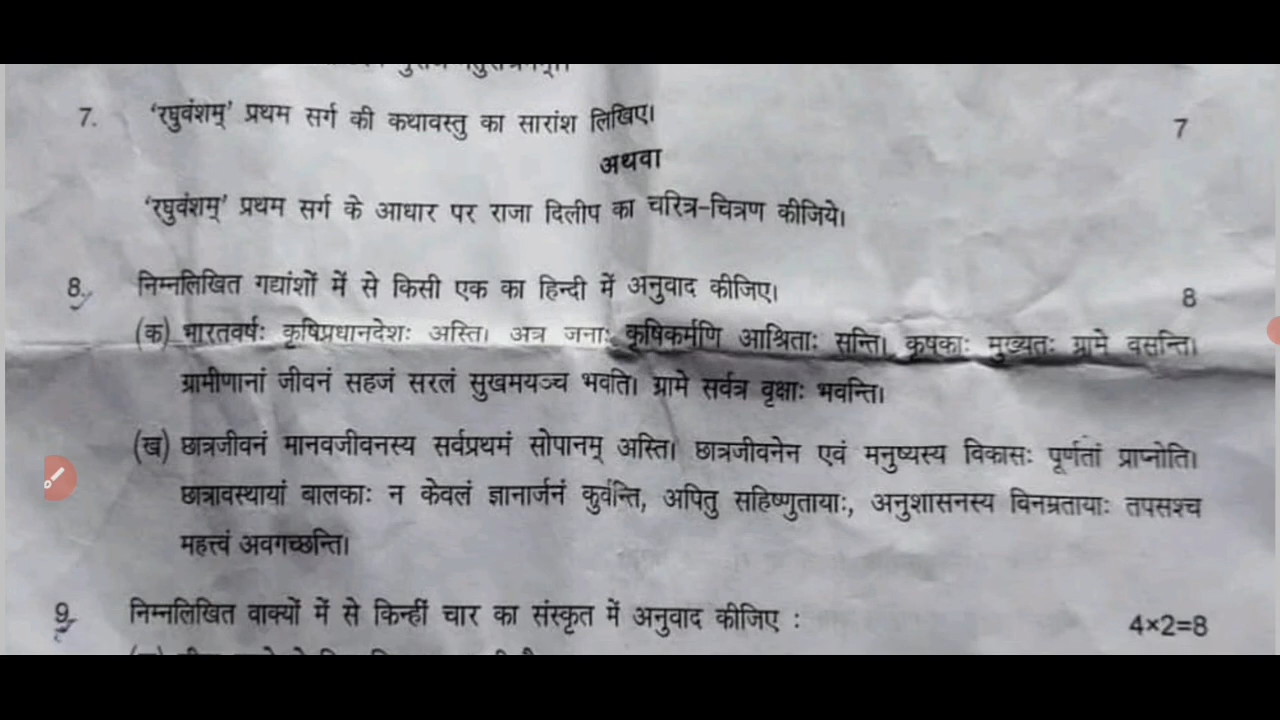 7. 'रघुवंशम्' प्रथम सर्ग की कथावस्तु का सारांश लिखिए। 7
अथवा
'रघुवंशम्' प्रथम सर्ग के आधार पर राजा दिलीप का चरित्र-चित्रण कीजिये।
8. निम्नलिखित गद्यांशों में से किसी एक का हिन्दी में अनुवाद कीजिए। 8
(क) भारतवर्षः कृषिप्रधानदेशः अस्ति। अत्र जनाः कृषिकर्मणि आश्रिताः सन्ति। कृषकाः मुख्यतः ग्रामे वसन्ति।
ग्रामीणानां जीवनं सहजं सरलं सुखमयञ्च भवति। ग्रामे सर्वत्र वृक्षाः भवन्ति।
(ख) छात्रजीवनं मानवजीवनस्य सर्वप्रथमं सोपानम् अस्ति। छात्रजीवनेन एवं मनुष्यस्य विकासः पूर्णतां प्राप्नोति।
छात्रावस्थायां बालकाः न केवलं ज्ञानार्जनं कुर्वन्ति, अपितु सहिष्णुतायाः, अनुशासनस्य विनम्रतायाः तपसश्च
महत्त्वं अवगच्छन्ति।
9. निम्नलिखित वाक्यों में से किन्हीं चार का संस्कृत में अनुवाद कीजिए : 4×2=8